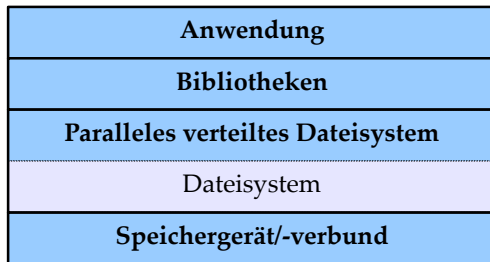 Anwendung
Bibliotheken
Paralleles verteiltes Dateisystem
Dateisystem
Speichergerät/-verbund